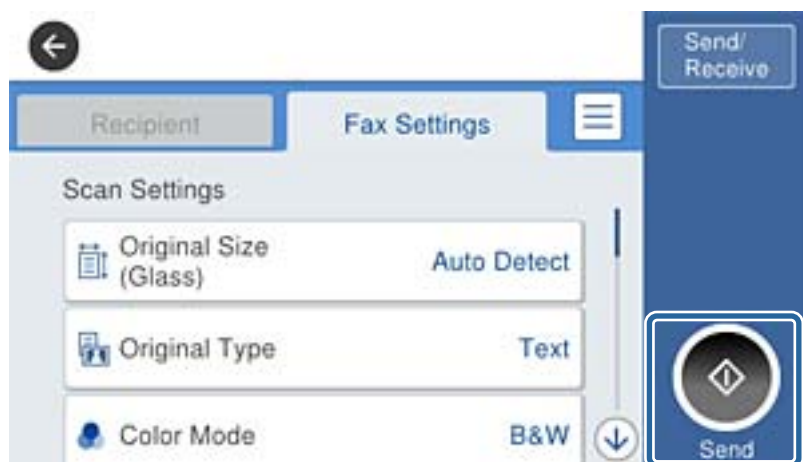 Send/
Receive
Recipient
Fax Settings
Scan Settings
Original Size
(Glass)
Auto Detect
Original Type
Text
Color Mode
B&W
Send